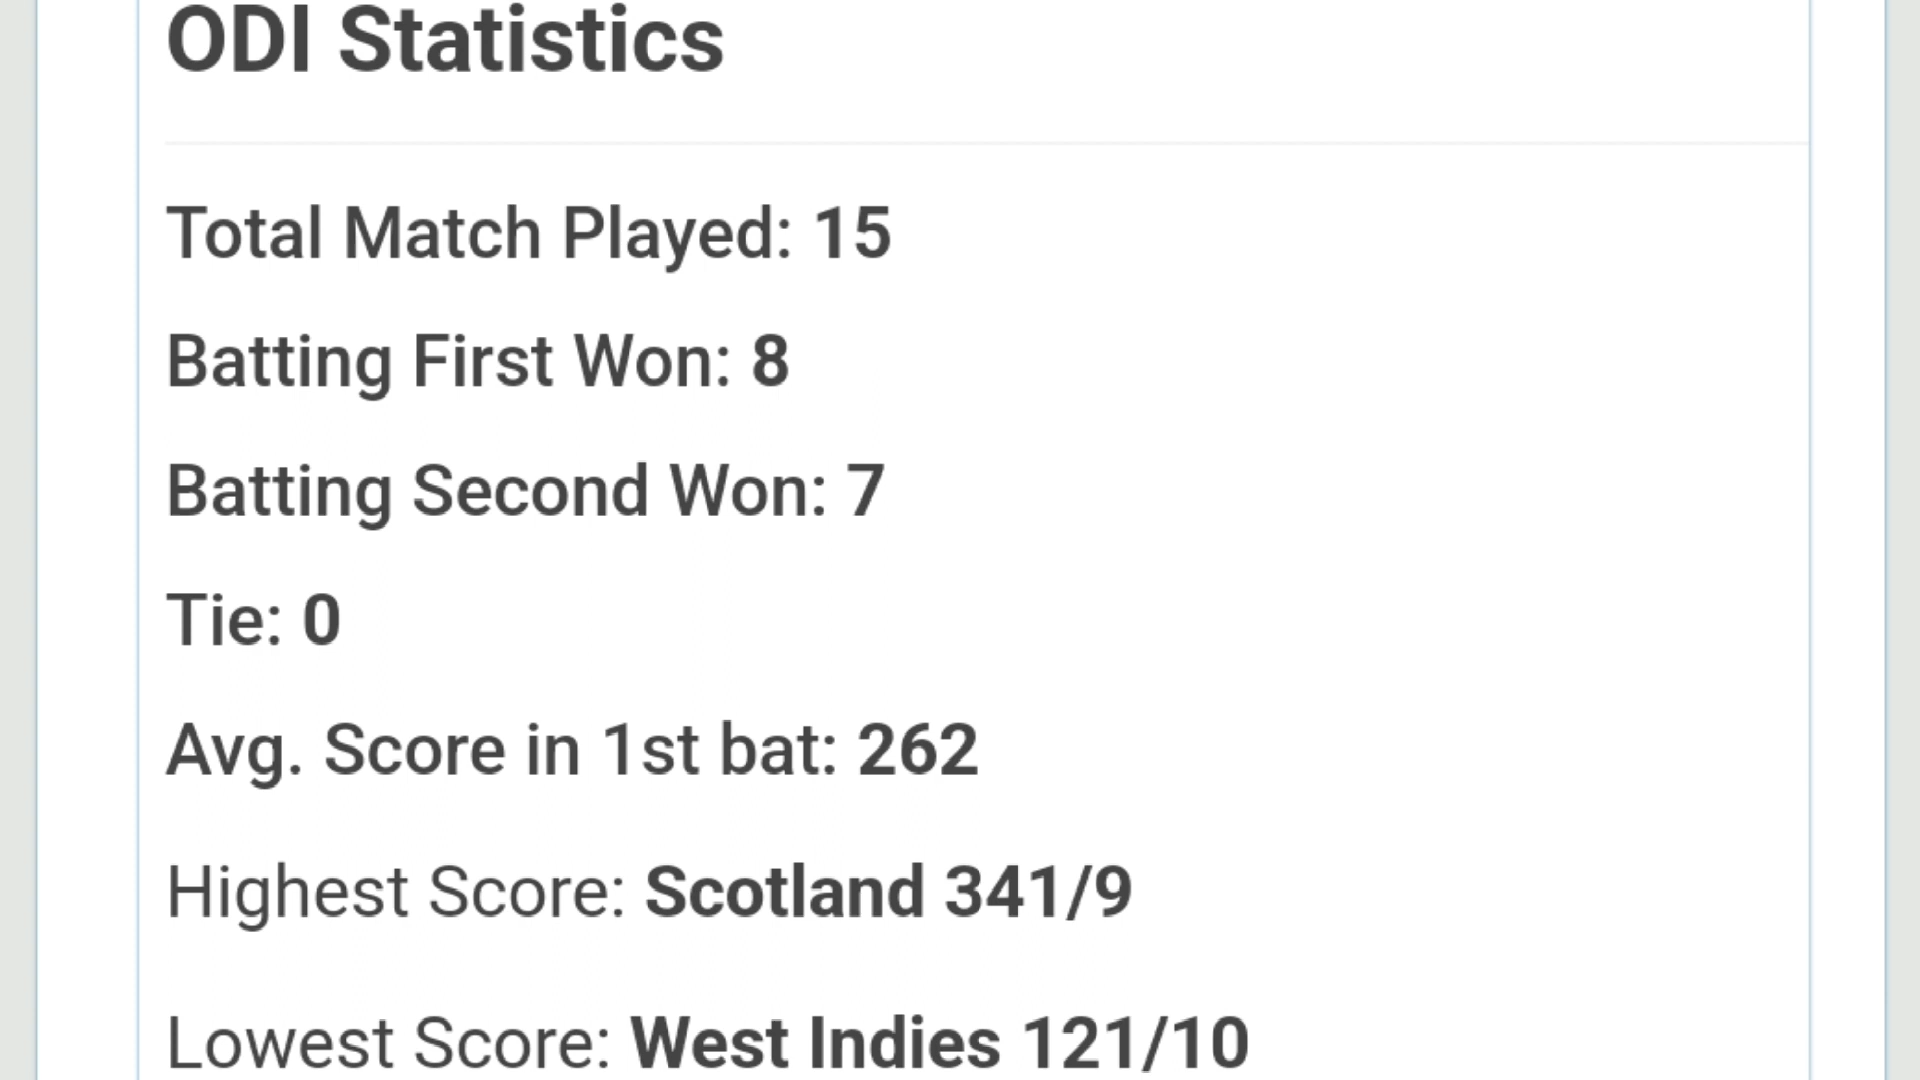 ODI Statistics
Total Match Played: 15
Batting First Won: 8
Batting Second Won: 7
Tie: 0
Avg. Score in 1st bat: 262
Highest Score: Scotland 341/9
Lowest Score: West Indies 121/10